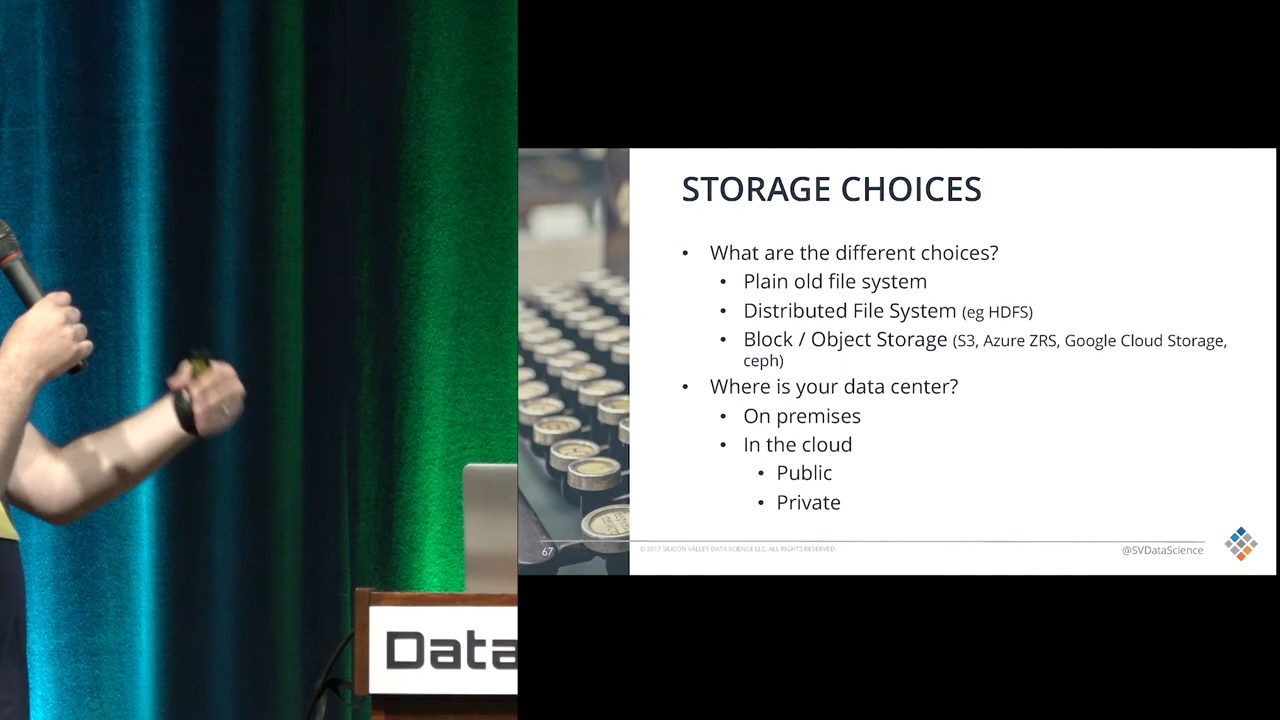 STORAGE CHOICES
• What are the different choices?
• Plain old file system
• Distributed File System (eg HDFS)
• Block / Object Storage (S3, Azure ZRS, Google Cloud Storage,
ceph)
• Where is your data center?
• On premises
• In the cloud
• Public
• Private
67
© 2017 SILICON VALLEY DATA SCIENCE LLC. ALL RIGHTS RESERVED.
@SVDataScience
Data